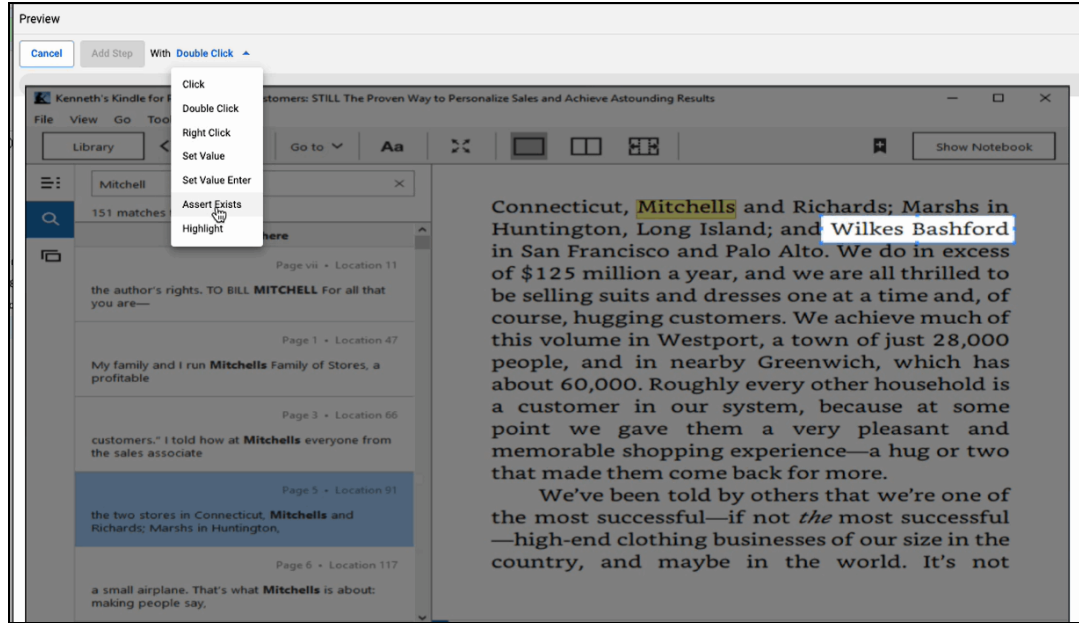 Preview
Cancel
Add Step
With Double Click
Click
Double Click
Right Click
Set Value
Set Value Enter
Assert Exists
Highlight
Kenneth's Kindle for
stomers: STILL The Proven Way to Personalize Sales and Achieve Astounding Results
File View Go Too
Library
Go to
Aa
Show Notebook
Mitchell
151 matches
here
Page vii • Location 11
the author's rights. TO BILL MITCHELL For all that
you are—
Page 1 • Location 47
My family and I run Mitchells Family of Stores, a
profitable
Page 3 • Location 66
customers." I told how at Mitchells everyone from
the sales associate
Page 5 • Location 91
the two stores in Connecticut, Mitchells and
Richards; Marshs in Huntington,
Page 6 • Location 117
a small airplane. That's what Mitchells is about:
making people say,
Connecticut, Mitchells and Richards; Marshs in
Huntington, Long Island; and Wilkes Bashford
in San Francisco and Palo Alto. We do in excess
of $125 million a year, and we are all thrilled to
be selling suits and dresses one at a time and, of
course, hugging customers. We achieve much of
this volume in Westport, a town of just 28,000
people, and in nearby Greenwich, which has
about 60,000. Roughly every other household is
a customer in our system, because at some
point we gave them a very pleasant and
memorable shopping experience—a hug or two
that made them come back for more.
We've been told by others that we're one of
the most successful—if not the most successful
—high-end clothing businesses of our size in the
country, and maybe in the world. It's not